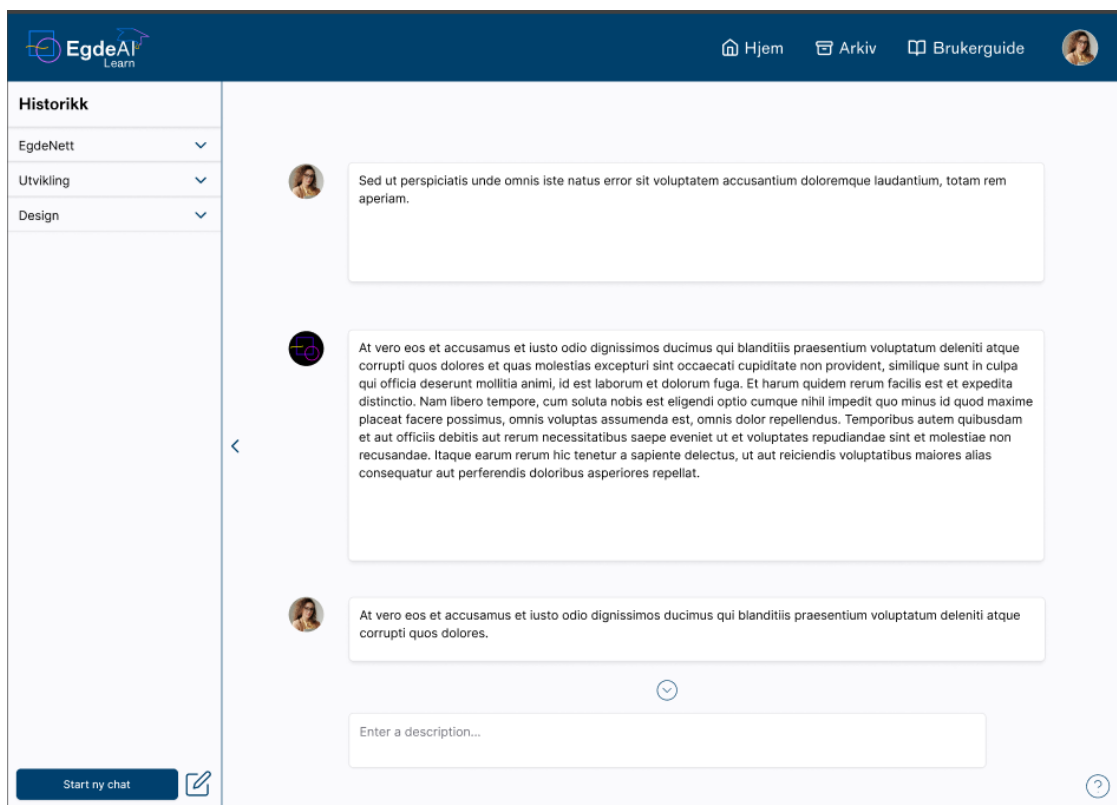 EgdeAI
Learn
Hjem
Arkiv
Brukerguide
Historikk
EgdeNett
Utvikling
Design
Sed ut perspiciatis unde omnis iste natus error sit voluptatem accusantium doloremque laudantium, totam rem
aperiam.
At vero eos et accusamus et iusto odio dignissimos ducimus qui blanditiis praesentium voluptatum deleniti atque
corrupti quos dolores et quas molestias excepturi sint occaecati cupiditate non provident, similique sunt in culpa
qui officia deserunt mollitia animi, id est laborum et dolorum fuga. Et harum quidem rerum facilis est et expedita
distinctio. Nam libero tempore, cum soluta nobis est eligendi optio cumque nihil impedit quo minus id quod maxime
placeat facere possimus, omnis voluptas assumenda est, omnis dolor repellendus. Temporibus autem quibusdam
et aut officiis debitis aut rerum necessitatibus saepe eveniet ut et voluptates repudiandae sint et molestiae non
recusandae. Itaque earum rerum hic tenetur a sapiente delectus, ut aut reiciendis voluptatibus maiores alias
consequatur aut perferendis doloribus asperiores repellat.
At vero eos et accusamus et iusto odio dignissimos ducimus qui blanditiis praesentium voluptatum deleniti atque
corrupti quos dolores.
Enter a description...
Start ny chat
?